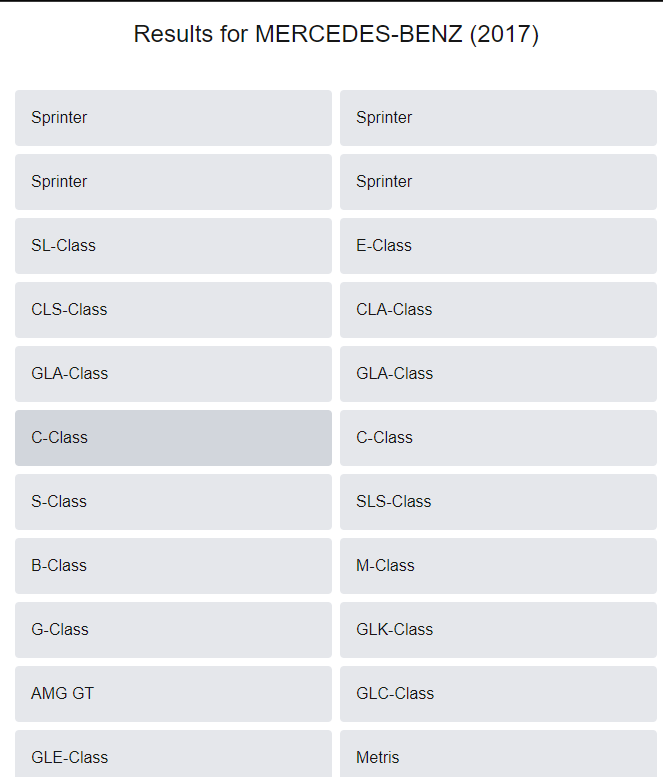 Results for MERCEDES-BENZ (2017)
Sprinter
Sprinter
Sprinter
Sprinter
SL-Class
E-Class
CLS-Class
CLA-Class
GLA-Class
GLA-Class
C-Class
C-Class
S-Class
SLS-Class
B-Class
M-Class
G-Class
GLK-Class
AMG GT
GLC-Class
GLE-Class
Metris